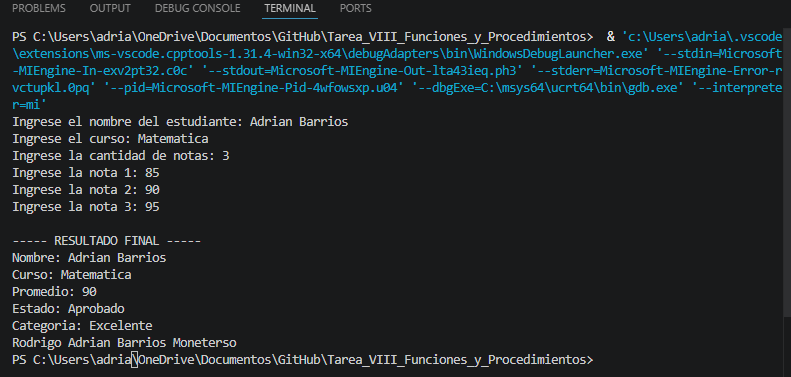 PROBLEMS OUTPUT DEBUG CONSOLE TERMINAL PORTS
PS C:\Users\adria\OneDrive\Documentos\GitHub\Tarea_VIII_Funciones_y_Procedimientos> & 'c:\Users\adria\.vscode
\extensions\ms-vscode.cpptools-1.31.4-win32-x64\debugAdapters\bin\WindowsDebugLauncher.exe' '--stdin=Microsoft
-MIEngine-In-exv2pt32.c0c' '--stdout=Microsoft-MIEngine-Out-lta43ieq.ph3' '--stderr=Microsoft-MIEngine-Error-r
vctupkl.0pq' '--pid=Microsoft-MIEngine-Pid-4wfowsxp.u04' '--dbgExe=C:\msys64\ucrt64\bin\gdb.exe' '--interprete
r=mi'
Ingrese el nombre del estudiante: Adrian Barrios
Ingrese el curso: Matematica
Ingrese la cantidad de notas: 3
Ingrese la nota 1: 85
Ingrese la nota 2: 90
Ingrese la nota 3: 95
----- RESULTADO FINAL -----
Nombre: Adrian Barrios
Curso: Matematica
Promedio: 90
Estado: Aprobado
Categoria: Excelente
Rodrigo Adrian Barrios Moneterso
PS C:\Users\adria\OneDrive\Documentos\GitHub\Tarea_VIII_Funciones_y_Procedimientos>